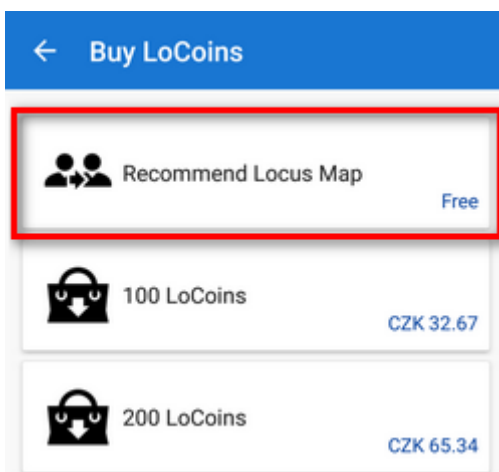 Buy LoCoins
Recommend Locus Map
Free
100 LoCoins
CZK 32.67
200 LoCoins
CZK 65.34